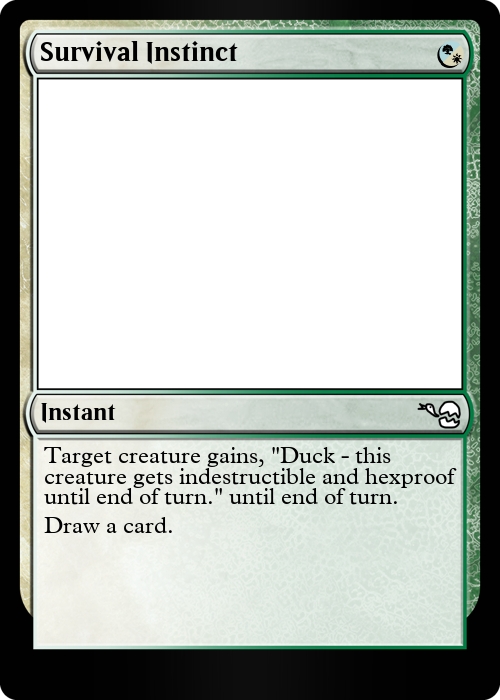 Survival Instinct
Instant
Target creature gains, "Duck - this
creature gets indestructible and hexproof
until end of turn." until end of turn.
Draw a card.